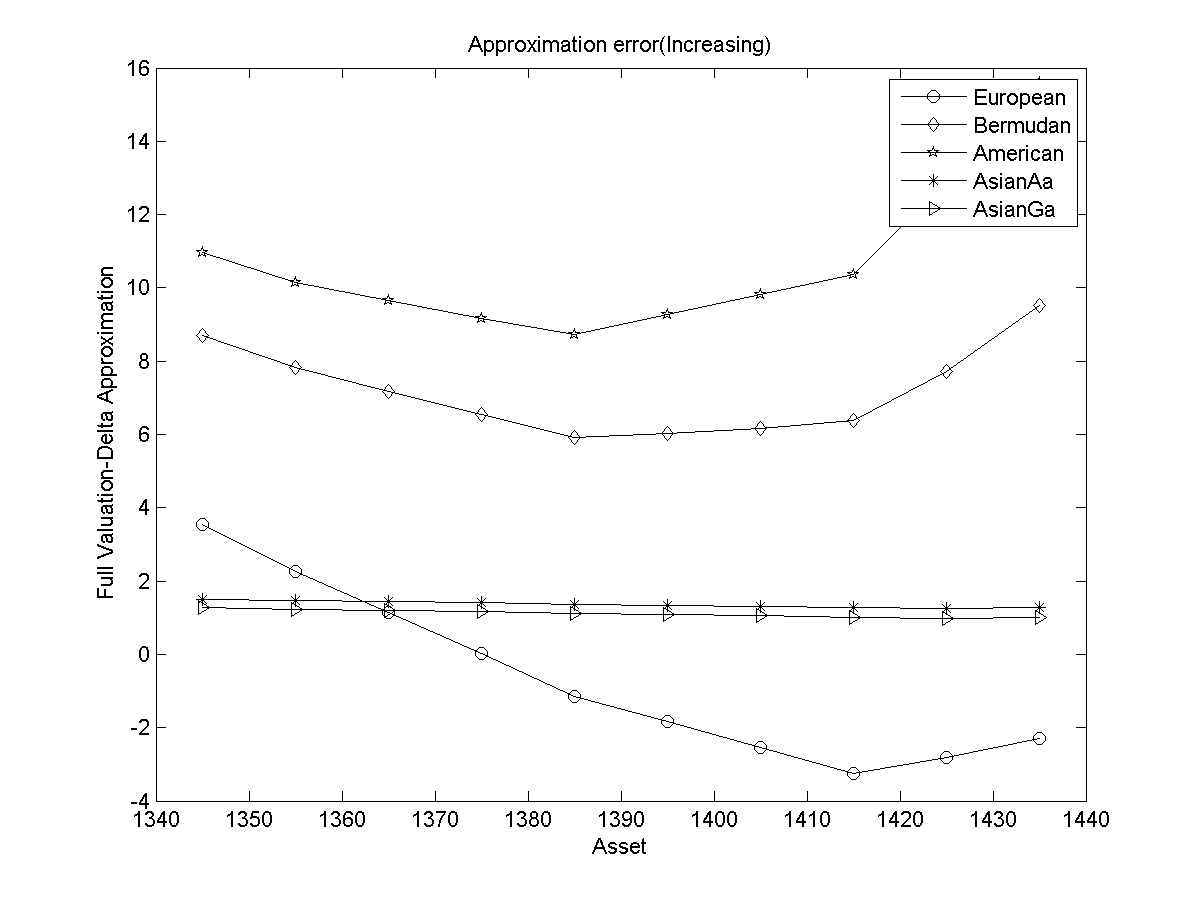 Approximation error(Increasing)
16
14
12
10
8
6
4
2
0
-2
-4
Full Valuation-Delta Approximation
European
Bermudan
American
AsianAa
AsianGa
1340 1350 1360 1370 1380 1390 1400 1410 1420 1430 1440
Asset